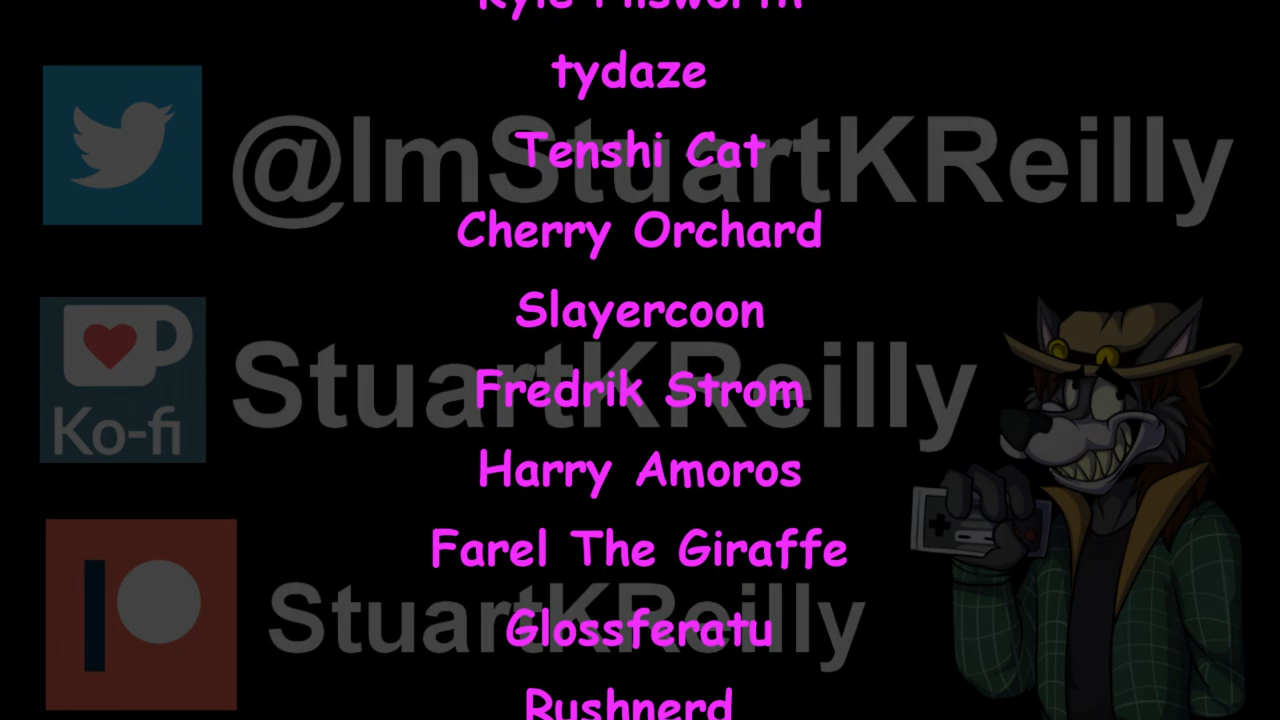 tydaze
@ImStuartKReilly
Tenshi Cat
Cherry Orchard
Slayercoon
StuartKReilly
Fredrik Strom
Ko-fi
Harry Amoros
Farel The Giraffe
StuartKReilly
Glossferatu
Rushnerd